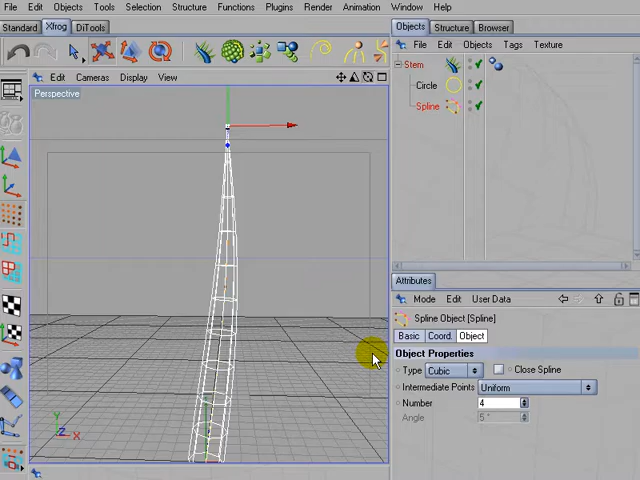 File Edit Objects Tools Selection Structure Functions Plugins Render Animation Window
Standard Xfrog DiTools
Objects Structure Browser
File Edit Objects Tags Texture
Stem
Circle
Spline
Edit Cameras Display View
Perspective
Y
Z X
Attributes
Mode Edit User Data
Spline Object [Spline]
Basic Coord. Object
Object Properties
Type Cubic Close Spline
Intermediate Points Uniform
Number 4
Angle 5 °